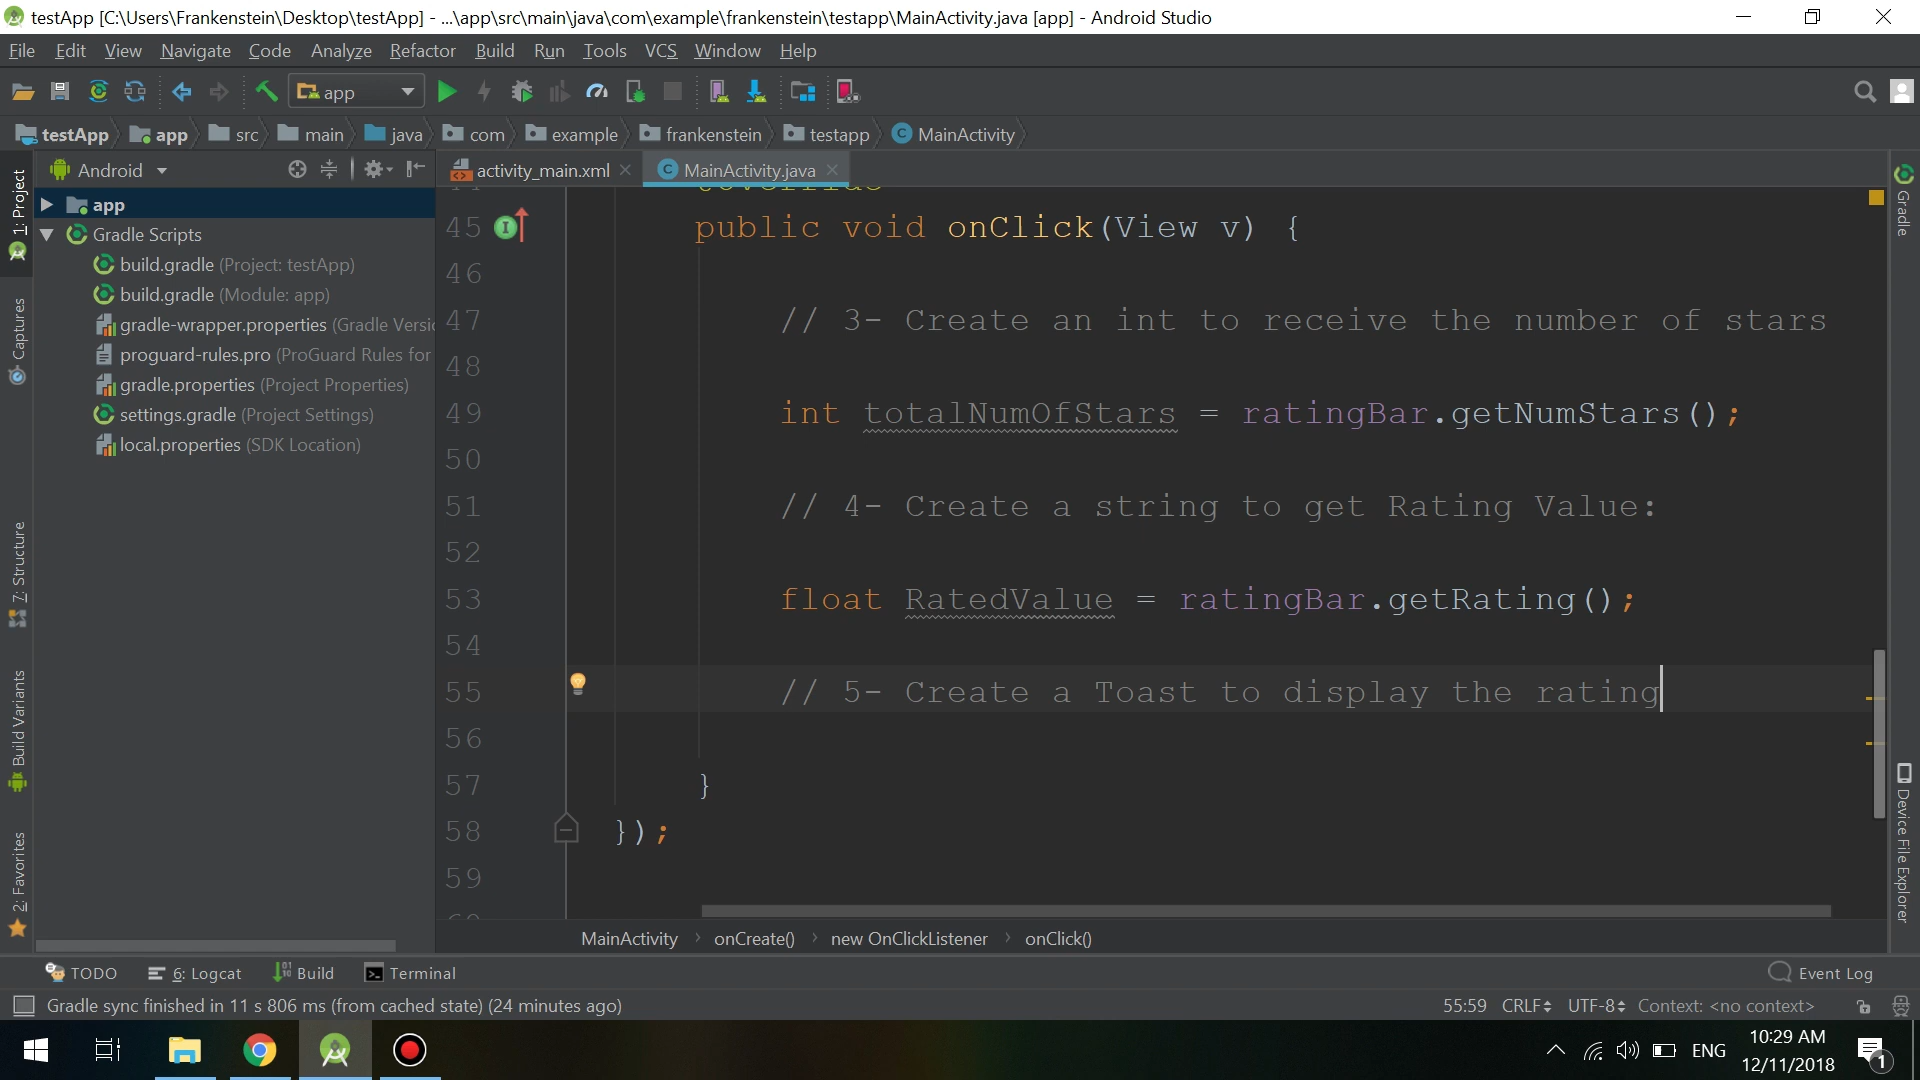 testApp [C:\Users\Frankenstein\Desktop\testApp] - ...\app\src\main\java\com\example\frankenstein\testapp\MainActivity.java [app] - Android Studio
File Edit View Navigate Code Analyze Refactor Build Run Tools VCS Window Help
app
testApp app src main java com example frankenstein testapp MainActivity
Android
activity_main.xml MainActivity.java
1: Project
Captures
7: Structure
Build Variants
2: Favorites
app
Gradle Scripts
build.gradle (Project: testApp)
build.gradle (Module: app)
gradle-wrapper.properties (Gradle Versi
proguard-rules.pro (ProGuard Rules for
gradle.properties (Project Properties)
settings.gradle (Project Settings)
local.properties (SDK Location)
45 public void onClick(View v) {
46
47 // 3- Create an int to receive the number of stars
48
49 int totalNumOfStars = ratingBar.getNumStars();
50
51 // 4- Create a string to get Rating Value:
52
53 float RatedValue = ratingBar.getRating();
54
55 // 5- Create a Toast to display the rating
56
57 }
58 });
59
Gradle
Device File Explorer
MainActivity › onCreate() › new OnClickListener › onClick()
TODO 6: Logcat Build Terminal Event Log
Gradle sync finished in 11 s 806 ms (from cached state) (24 minutes ago) 55:59 CRLF UTF-8 Context: <no context>
ENG 10:29 AM
12/11/2018
1